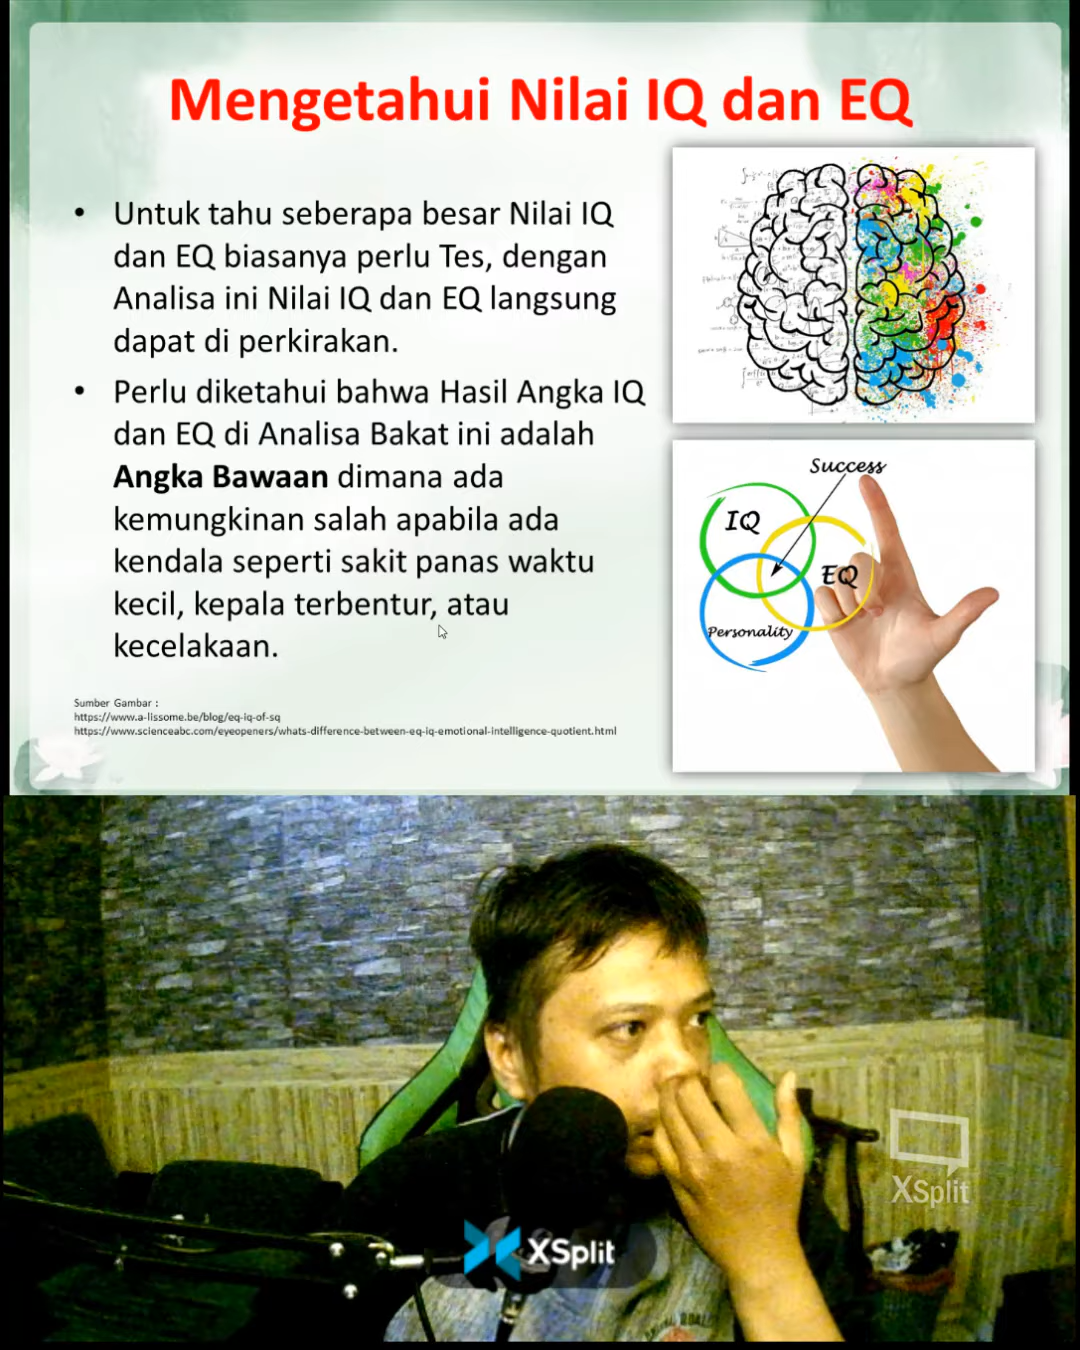 Mengetahui Nilai IQ dan EQ
• Untuk tahu seberapa besar Nilai IQ
dan EQ biasanya perlu Tes, dengan
Analisa ini Nilai IQ dan EQ langsung
dapat di perkirakan.
• Perlu diketahui bahwa Hasil Angka IQ
dan EQ di Analisa Bakat ini adalah
Angka Bawaan dimana ada
kemungkinan salah apabila ada
kendala seperti sakit panas waktu
kecil, kepala terbentur, atau
kecelakaan.
Success
IQ
EQ
Personality
Sumber Gambar :
https://www.a-lissome.be/blog/eq-iq-of-sq
https://www.scienceabc.com/eyeopeners/whats-difference-between-eq-iq-emotional-intelligence-quotient.html
XSplit
XSplit